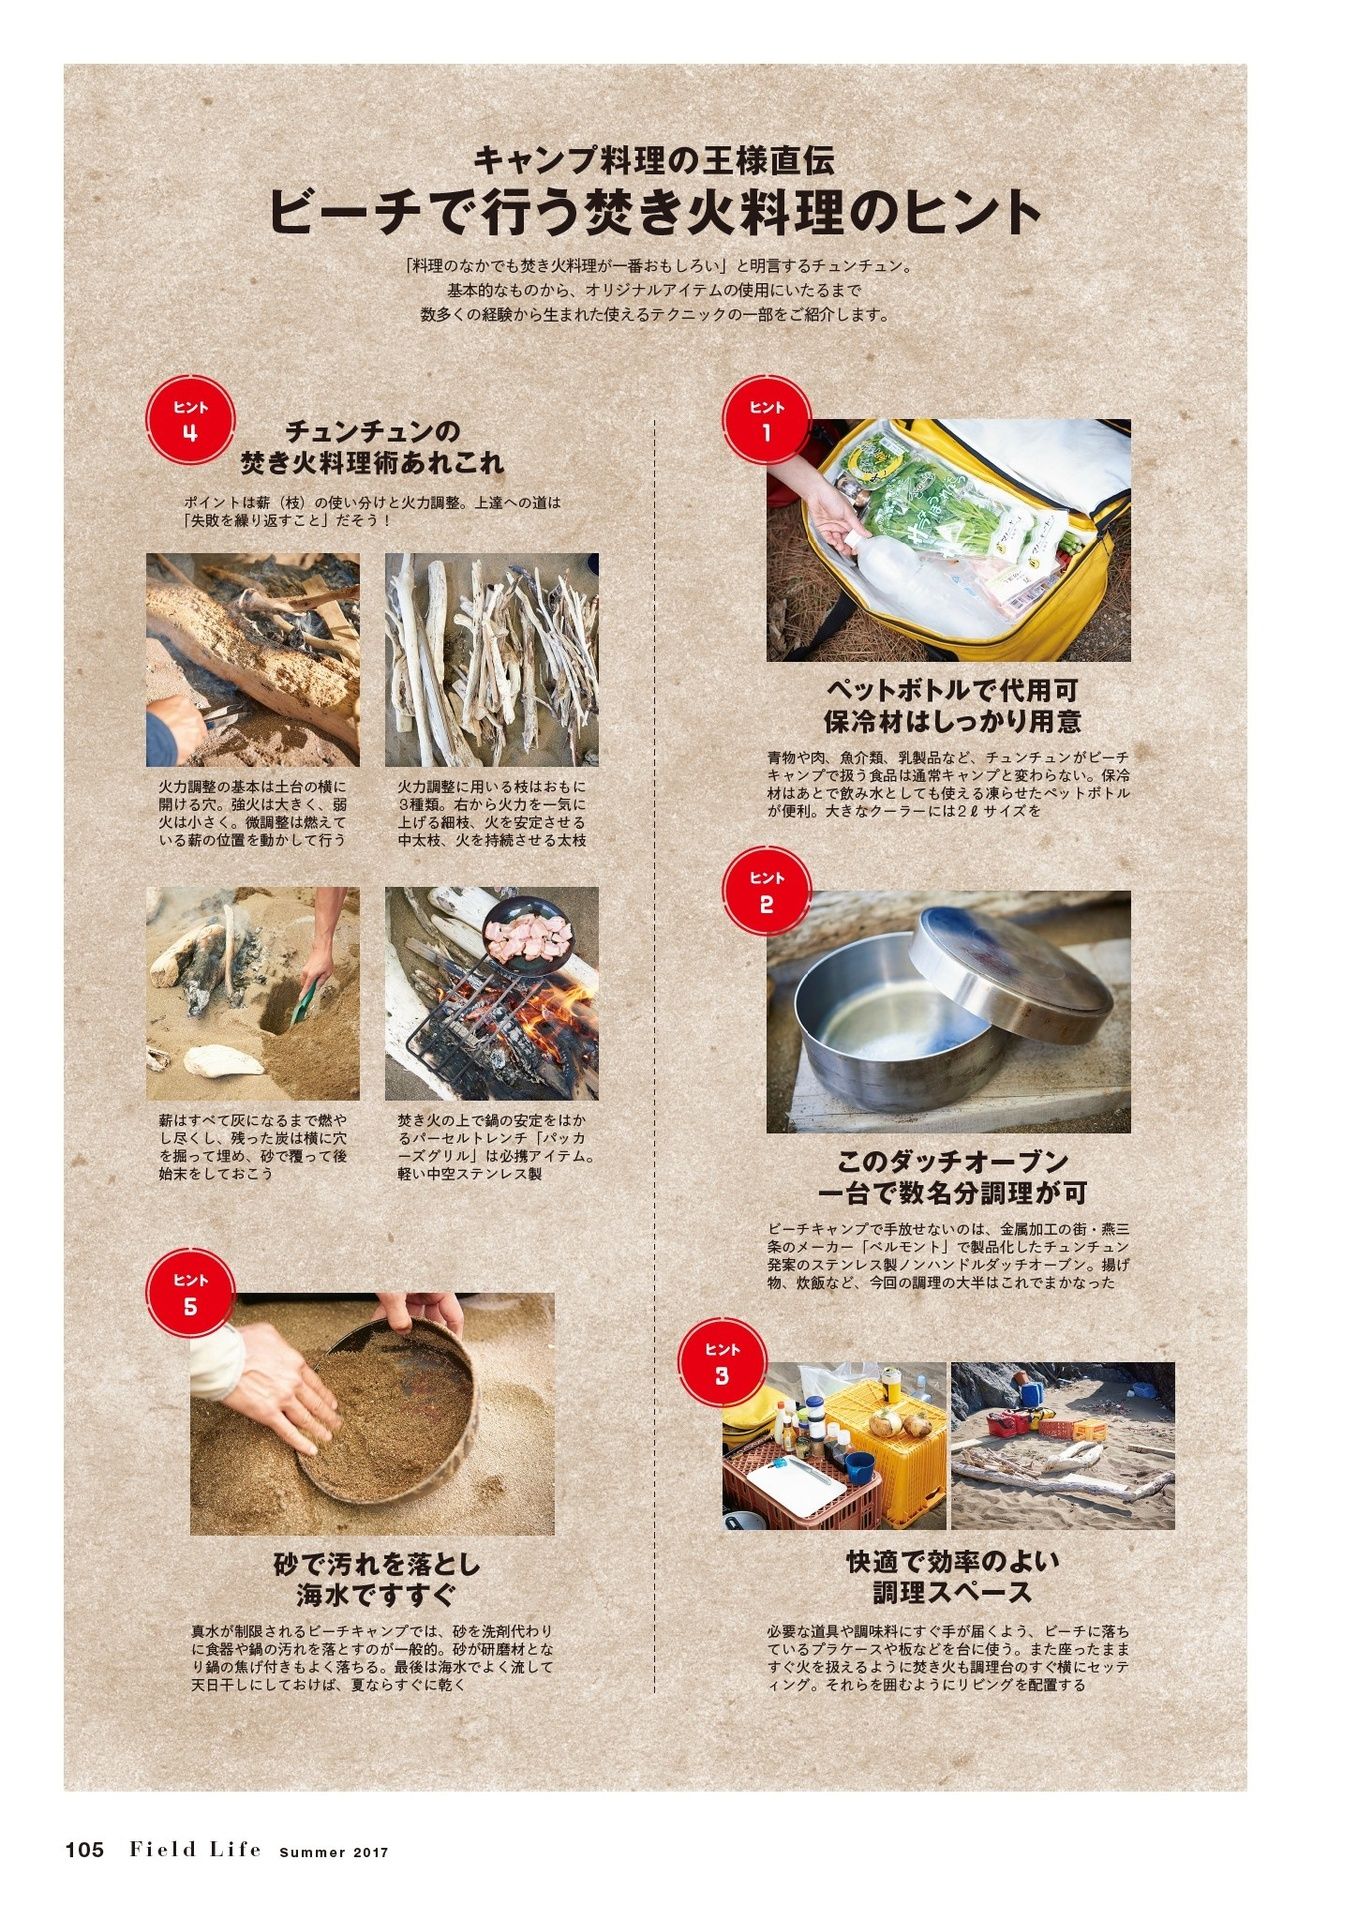 キャンプ料理の王様直伝
ビーチで行う焚き火料理のヒント
「料理のなかでも焚き火料理が一番おもしろい」と明言するチュンチュン。
基本的なものから、オリジナルアイテムの使用にいたるまで
数多くの経験から生まれた使えるテクニックの一部をご紹介します。
ヒント
1
ペットボトルで代用可
保冷材はしっかり用意
青物や肉、魚介類、乳製品など、チュンチュンがビーチ
キャンプで扱う食品は通常キャンプと変わらない。保冷
材はあとで飲み水としても使える凍らせたペットボトル
が便利。大きなクーラーには2ℓサイズを
ヒント
2
このダッチオーブン
一台で数名分調理が可
ビーチキャンプで手放せないのは、金属加工の街・燕三
条のメーカー「ベルモント」で製品化したチュンチュン
発案のステンレス製ノンハンドルダッチオーブン。揚げ
物、炊飯など、今回の調理の大半はこれでまかなった
ヒント
3
快適で効率のよい
調理スペース
必要な道具や調味料にすぐ手が届くよう、ビーチに落ち
ているプラケースや板などを台に使う。また座ったまま
すぐ火を扱えるように焚き火も調理台のすぐ横にセッテ
ィング。それらを囲むようにリビングを配置する
ヒント
4
チュンチュンの
焚き火料理術あれこれ
ポイントは薪（枝）の使い分けと火力調整。上達への道は
「失敗を繰り返すこと」だそう！
火力調整の基本は土台の横に
開ける穴。強火は大きく、弱
火は小さく。微調整は燃えて
いる薪の位置を動かして行う
火力調整に用いる枝はおもに
3種類。右から火力を一気に
上げる細枝、火を安定させる
中太枝、火を持続させる太枝
薪はすべて灰になるまで燃や
し尽くし、残った炭は横に穴
を掘って埋め、砂で覆って後
始末をしておこう
焚き火の上で鍋の安定をはか
るパーセルトレンチ「パッカ
ーズグリル」は必携アイテム。
軽い中空ステンレス製
ヒント
5
砂で汚れを落とし
海水ですすぐ
真水が制限されるビーチキャンプでは、砂を洗剤代わり
に食器や鍋の汚れを落とすのが一般的。砂が研磨材とな
り鍋の焦げ付きもよく落ちる。最後は海水でよく流して
天日干しにしておけば、夏ならすぐに乾く
105 Field Life Summer 2017